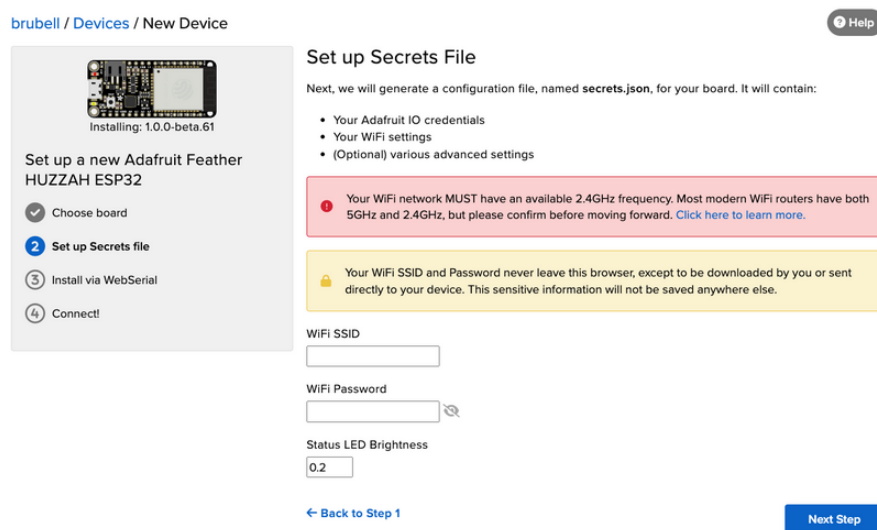 brubell / Devices / New Device
Help
Installing: 1.0.0-beta.61
Set up a new Adafruit Feather
HUZZAH ESP32
Choose board
2 Set up Secrets file
3 Install via WebSerial
4 Connect!
Set up Secrets File
Next, we will generate a configuration file, named secrets.json, for your board. It will contain:
• Your Adafruit IO credentials
• Your WiFi settings
• (Optional) various advanced settings
Your WiFi network MUST have an available 2.4GHz frequency. Most modern WiFi routers have both
5GHz and 2.4GHz, but please confirm before moving forward. Click here to learn more.
Your WiFi SSID and Password never leave this browser, except to be downloaded by you or sent
directly to your device. This sensitive information will not be saved anywhere else.
WiFi SSID
WiFi Password
Status LED Brightness
0.2
← Back to Step 1
Next Step